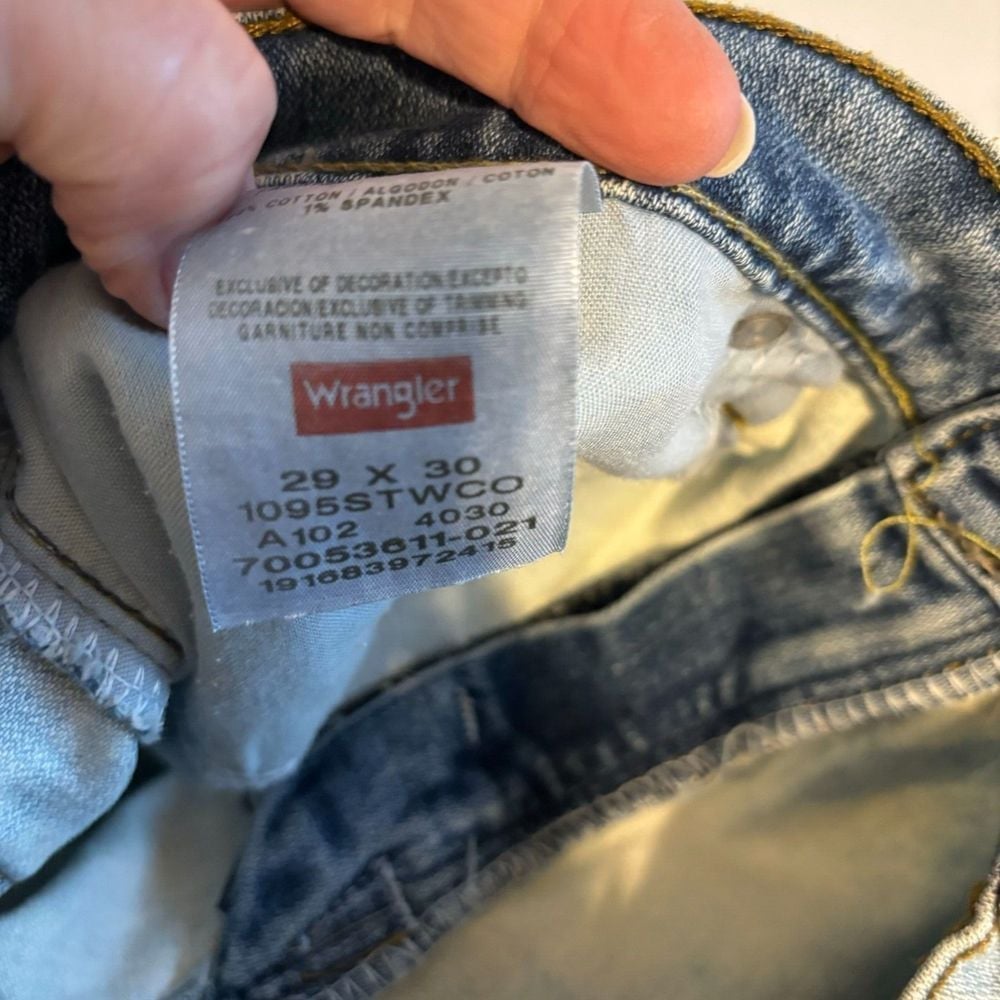 % COTTON / ALGODON / COTON
1% SPANDEX
EXCLUSIVE OF DECORATION/EXCEPTO
DECORACION/EXCLUSIVE OF TRIMMING
GARNITURE NON COMPRISE
Wrangler
29 X 30
1095STWCO
A102 4030
70053611-021
191683972415